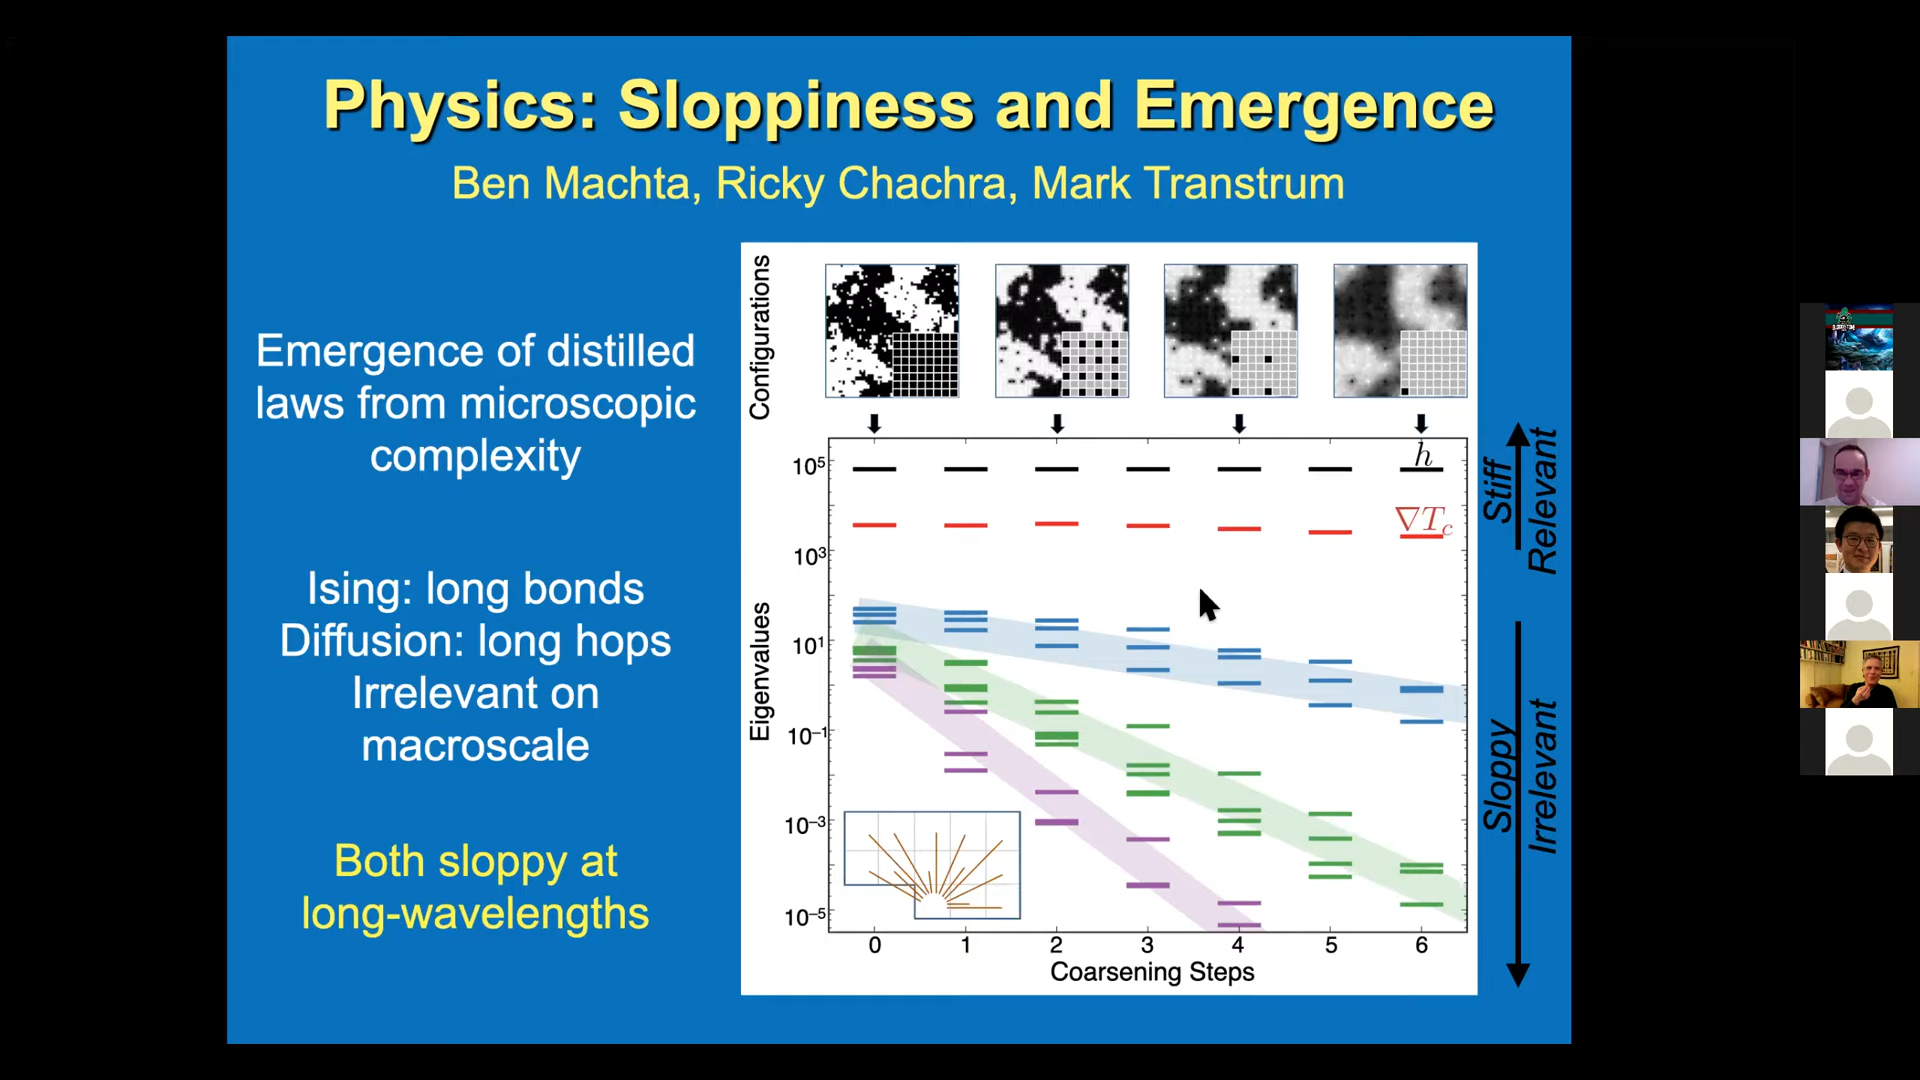 Physics: Sloppiness and Emergence
Ben Machta, Ricky Chachra, Mark Transtrum
Emergence of distilled
laws from microscopic
complexity
Ising: long bonds
Diffusion: long hops
Irrelevant on
macroscale
Both sloppy at
long-wavelengths
Configurations
Eigenvalues
10⁵
10³
10¹
10⁻¹
10⁻³
10⁻⁵
h
∇T_c
0 1 2 3 4 5 6
Coarsening Steps
Stiff
Relevant
Sloppy
Irrelevant